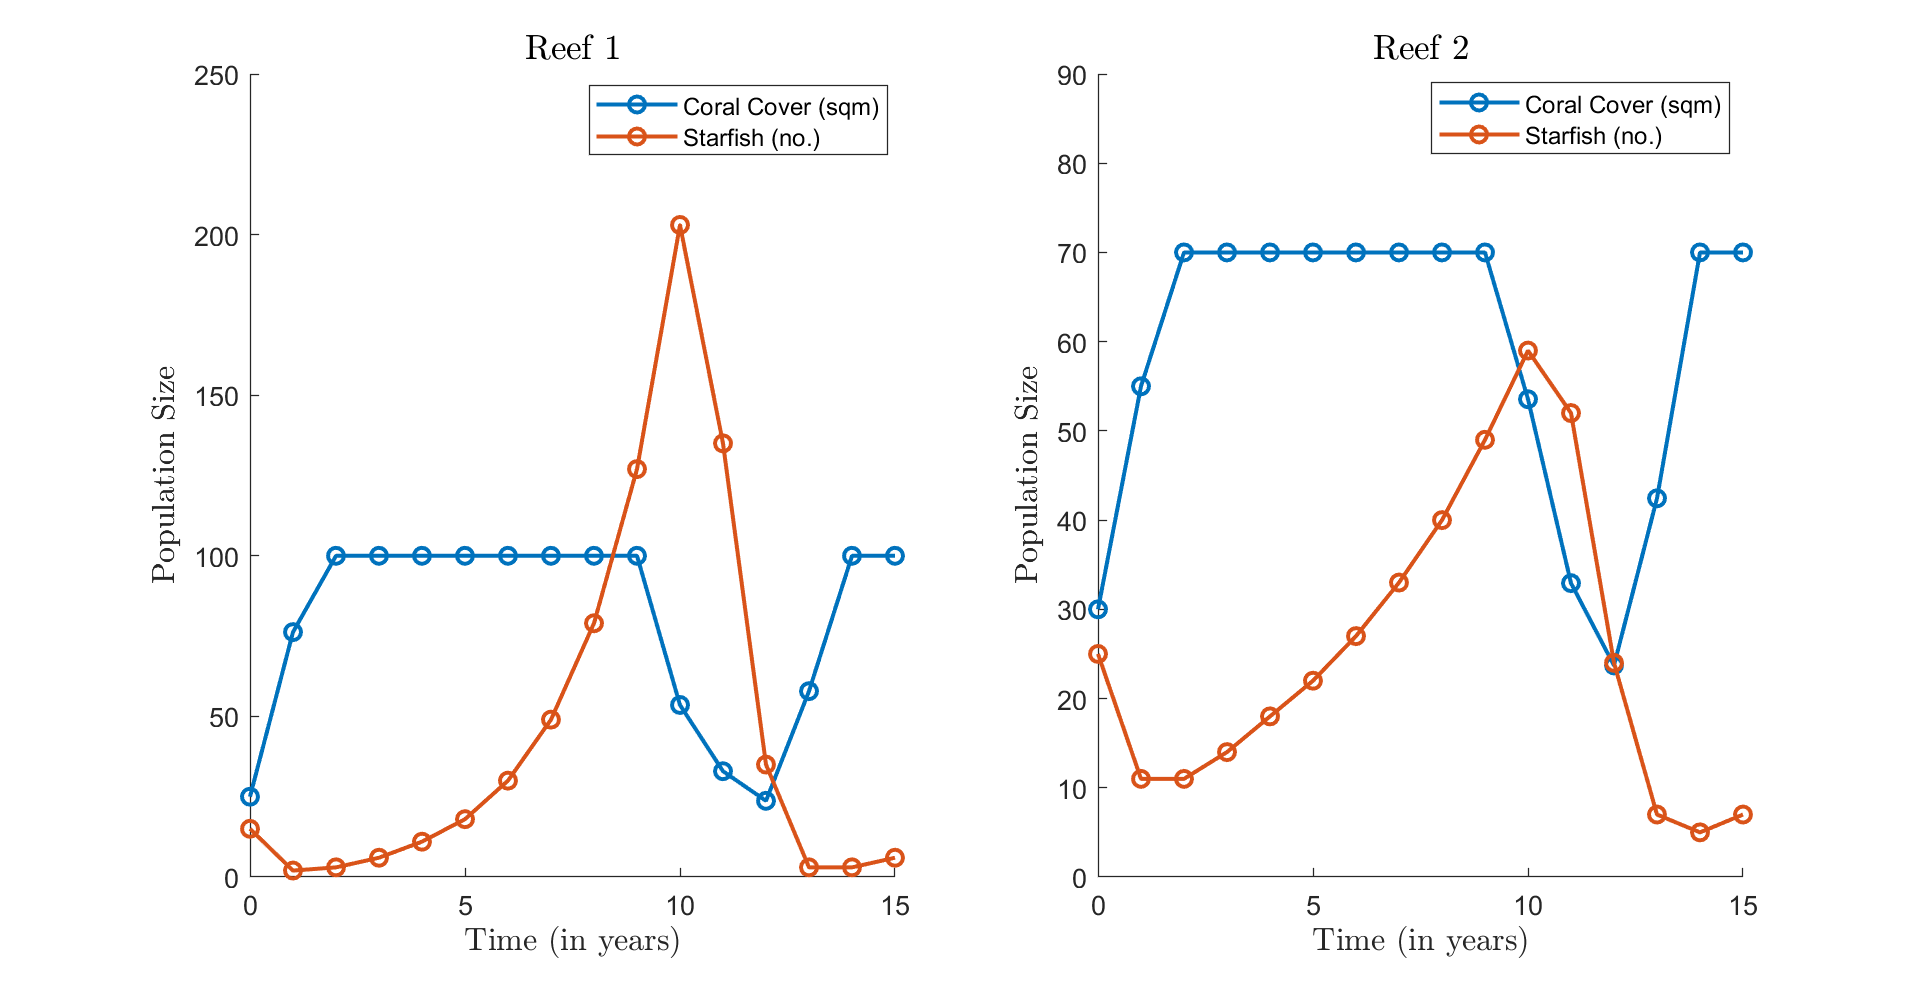 Reef 1
250
200
150
100
50
0
Population Size
Coral Cover (sqm)
Starfish (no.)
0 5 10 15
Time (in years)
Reef 2
90
80
70
60
50
40
30
20
10
0
Population Size
Coral Cover (sqm)
Starfish (no.)
0 5 10 15
Time (in years)